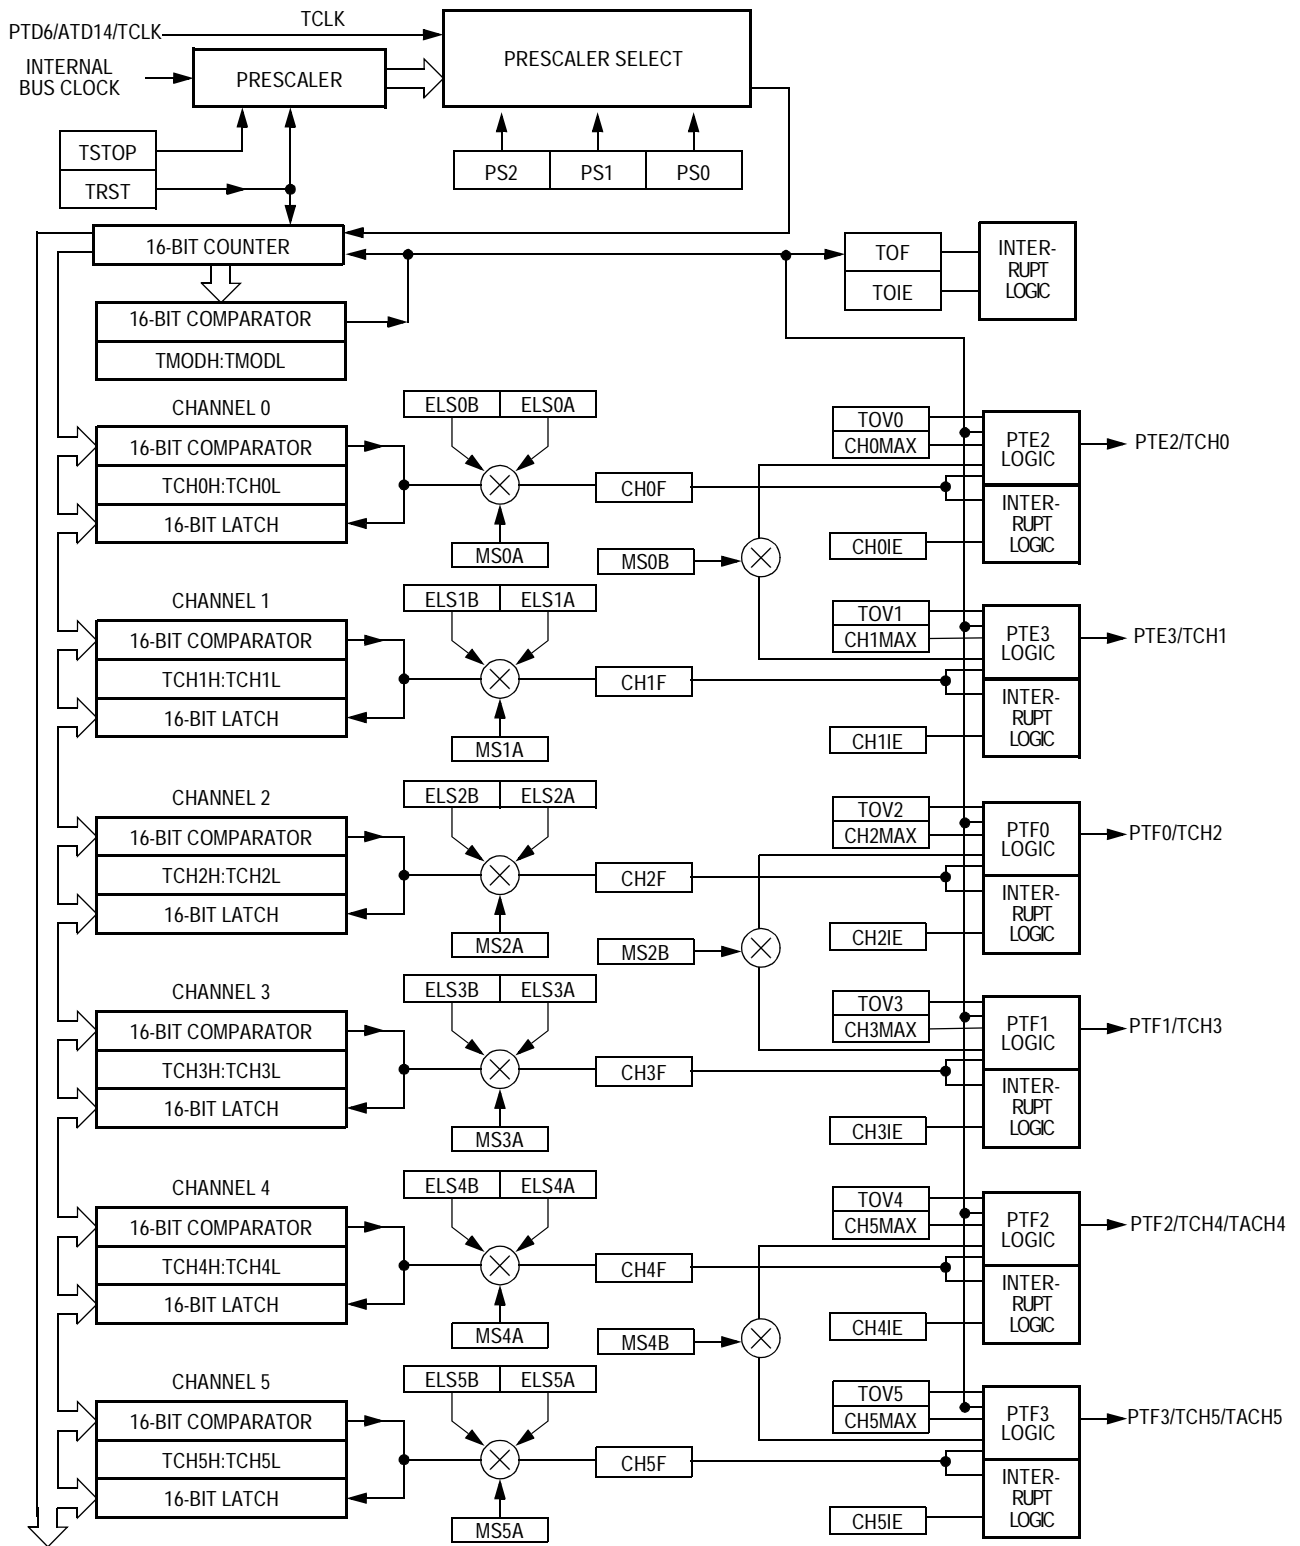 TCLK
PTD6/ATD14/TCLK
PRESCALER SELECT
INTERNAL
BUS CLOCK
PRESCALER
TSTOP
TRST
PS2 PS1 PS0
16-BIT COUNTER
TOF
TOIE
INTER-
RUPT
LOGIC
16-BIT COMPARATOR
TMODH:TMODL
CHANNEL 0
ELS0B ELS0A
TOV0
CH0MAX
PTE2
LOGIC
PTE2/TCH0
16-BIT COMPARATOR
TCH0H:TCH0L
16-BIT LATCH
CH0F
INTER-
RUPT
LOGIC
MS0A
MS0B
CH0IE
CHANNEL 1
ELS1B ELS1A
TOV1
CH1MAX
PTE3
LOGIC
PTE3/TCH1
16-BIT COMPARATOR
TCH1H:TCH1L
16-BIT LATCH
CH1F
INTER-
RUPT
LOGIC
MS1A
CH1IE
CHANNEL 2
ELS2B ELS2A
TOV2
CH2MAX
PTF0
LOGIC
PTF0/TCH2
16-BIT COMPARATOR
TCH2H:TCH2L
16-BIT LATCH
CH2F
INTER-
RUPT
LOGIC
MS2A
MS2B
CH2IE
CHANNEL 3
ELS3B ELS3A
TOV3
CH3MAX
PTF1
LOGIC
PTF1/TCH3
16-BIT COMPARATOR
TCH3H:TCH3L
16-BIT LATCH
CH3F
INTER-
RUPT
LOGIC
MS3A
CH3IE
CHANNEL 4
ELS4B ELS4A
TOV4
CH5MAX
PTF2
LOGIC
PTF2/TCH4/TACH4
16-BIT COMPARATOR
TCH4H:TCH4L
16-BIT LATCH
CH4F
INTER-
RUPT
LOGIC
MS4A
MS4B
CH4IE
CHANNEL 5
ELS5B ELS5A
TOV5
CH5MAX
PTF3
LOGIC
PTF3/TCH5/TACH5
16-BIT COMPARATOR
TCH5H:TCH5L
16-BIT LATCH
CH5F
INTER-
RUPT
LOGIC
MS5A
CH5IE